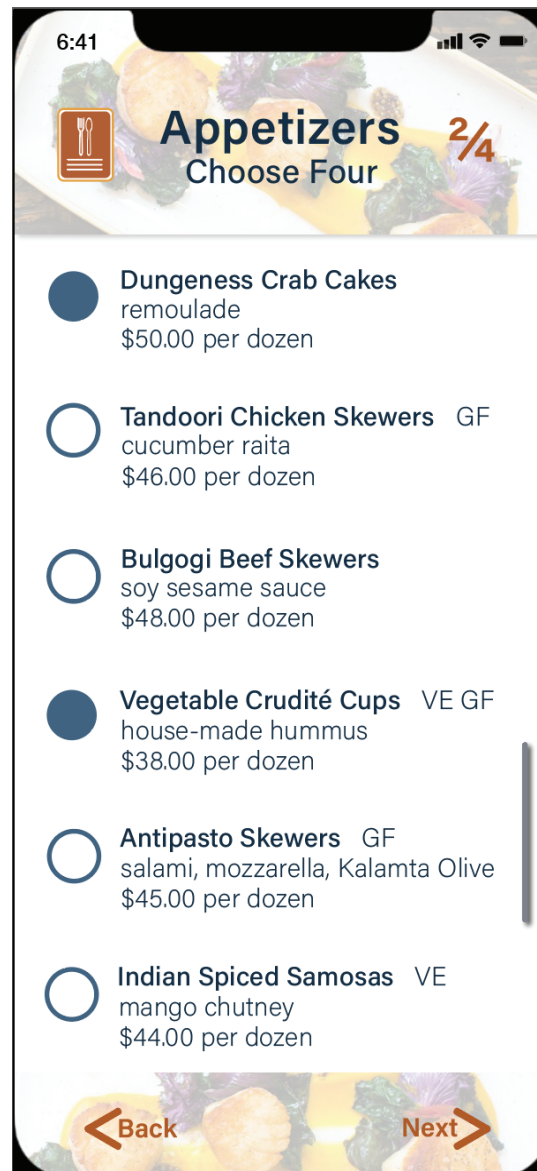 6:41
Appetizers
2/4
Choose Four
Dungeness Crab Cakes
remoulade
$50.00 per dozen
Tandoori Chicken Skewers GF
cucumber raita
$46.00 per dozen
Bulgogi Beef Skewers
soy sesame sauce
$48.00 per dozen
Vegetable Crudité Cups VE GF
house-made hummus
$38.00 per dozen
Antipasto Skewers GF
salami, mozzarella, Kalamta Olive
$45.00 per dozen
Indian Spiced Samosas VE
mango chutney
$44.00 per dozen
Back Next